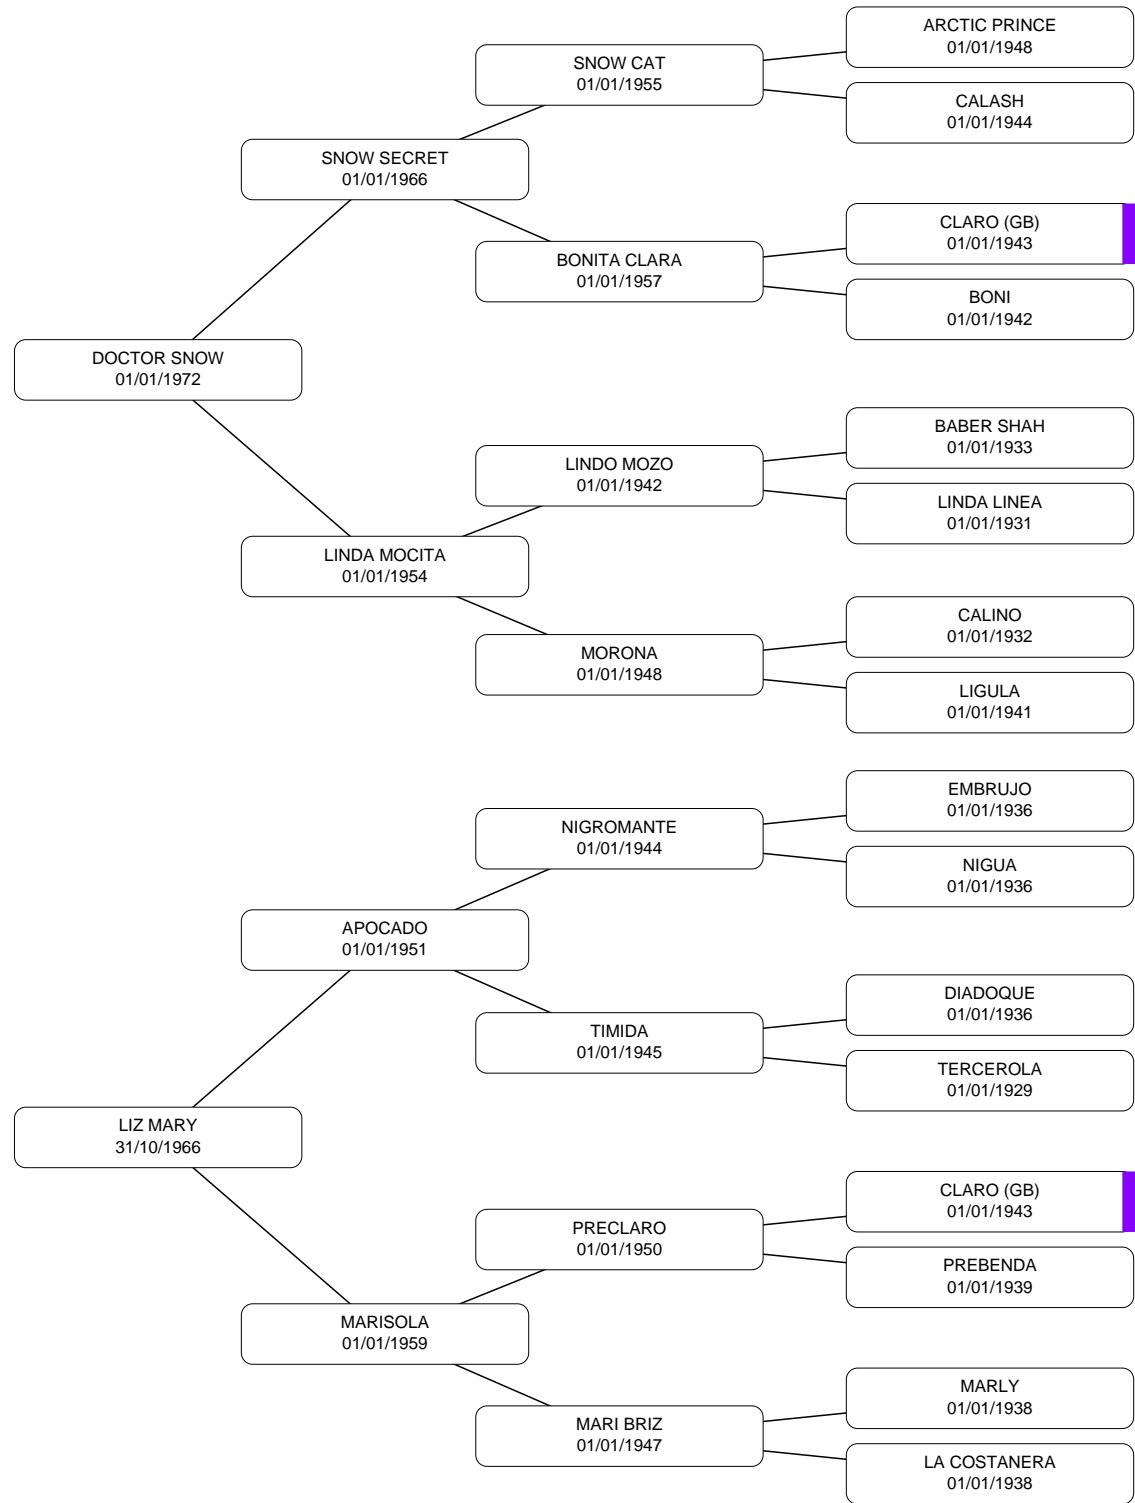 ARCTIC PRINCE
01/01/1948
SNOW CAT
01/01/1955
CALASH
01/01/1944
SNOW SECRET
01/01/1966
CLARO (GB)
01/01/1943
BONITA CLARA
01/01/1957
BONI
01/01/1942
DOCTOR SNOW
01/01/1972
BABER SHAH
01/01/1933
LINDO MOZO
01/01/1942
LINDA LINEA
01/01/1931
LINDA MOCITA
01/01/1954
CALINO
01/01/1932
MORONA
01/01/1948
LIGULA
01/01/1941
EMBRUJO
01/01/1936
NIGROMANTE
01/01/1944
NIGUA
01/01/1936
APOCADO
01/01/1951
DIADOQUE
01/01/1936
TIMIDA
01/01/1945
TERCEROLA
01/01/1929
LIZ MARY
31/10/1966
CLARO (GB)
01/01/1943
PRECLARO
01/01/1950
PREBENDA
01/01/1939
MARISOLA
01/01/1959
MARLY
01/01/1938
MARI BRIZ
01/01/1947
LA COSTANERA
01/01/1938